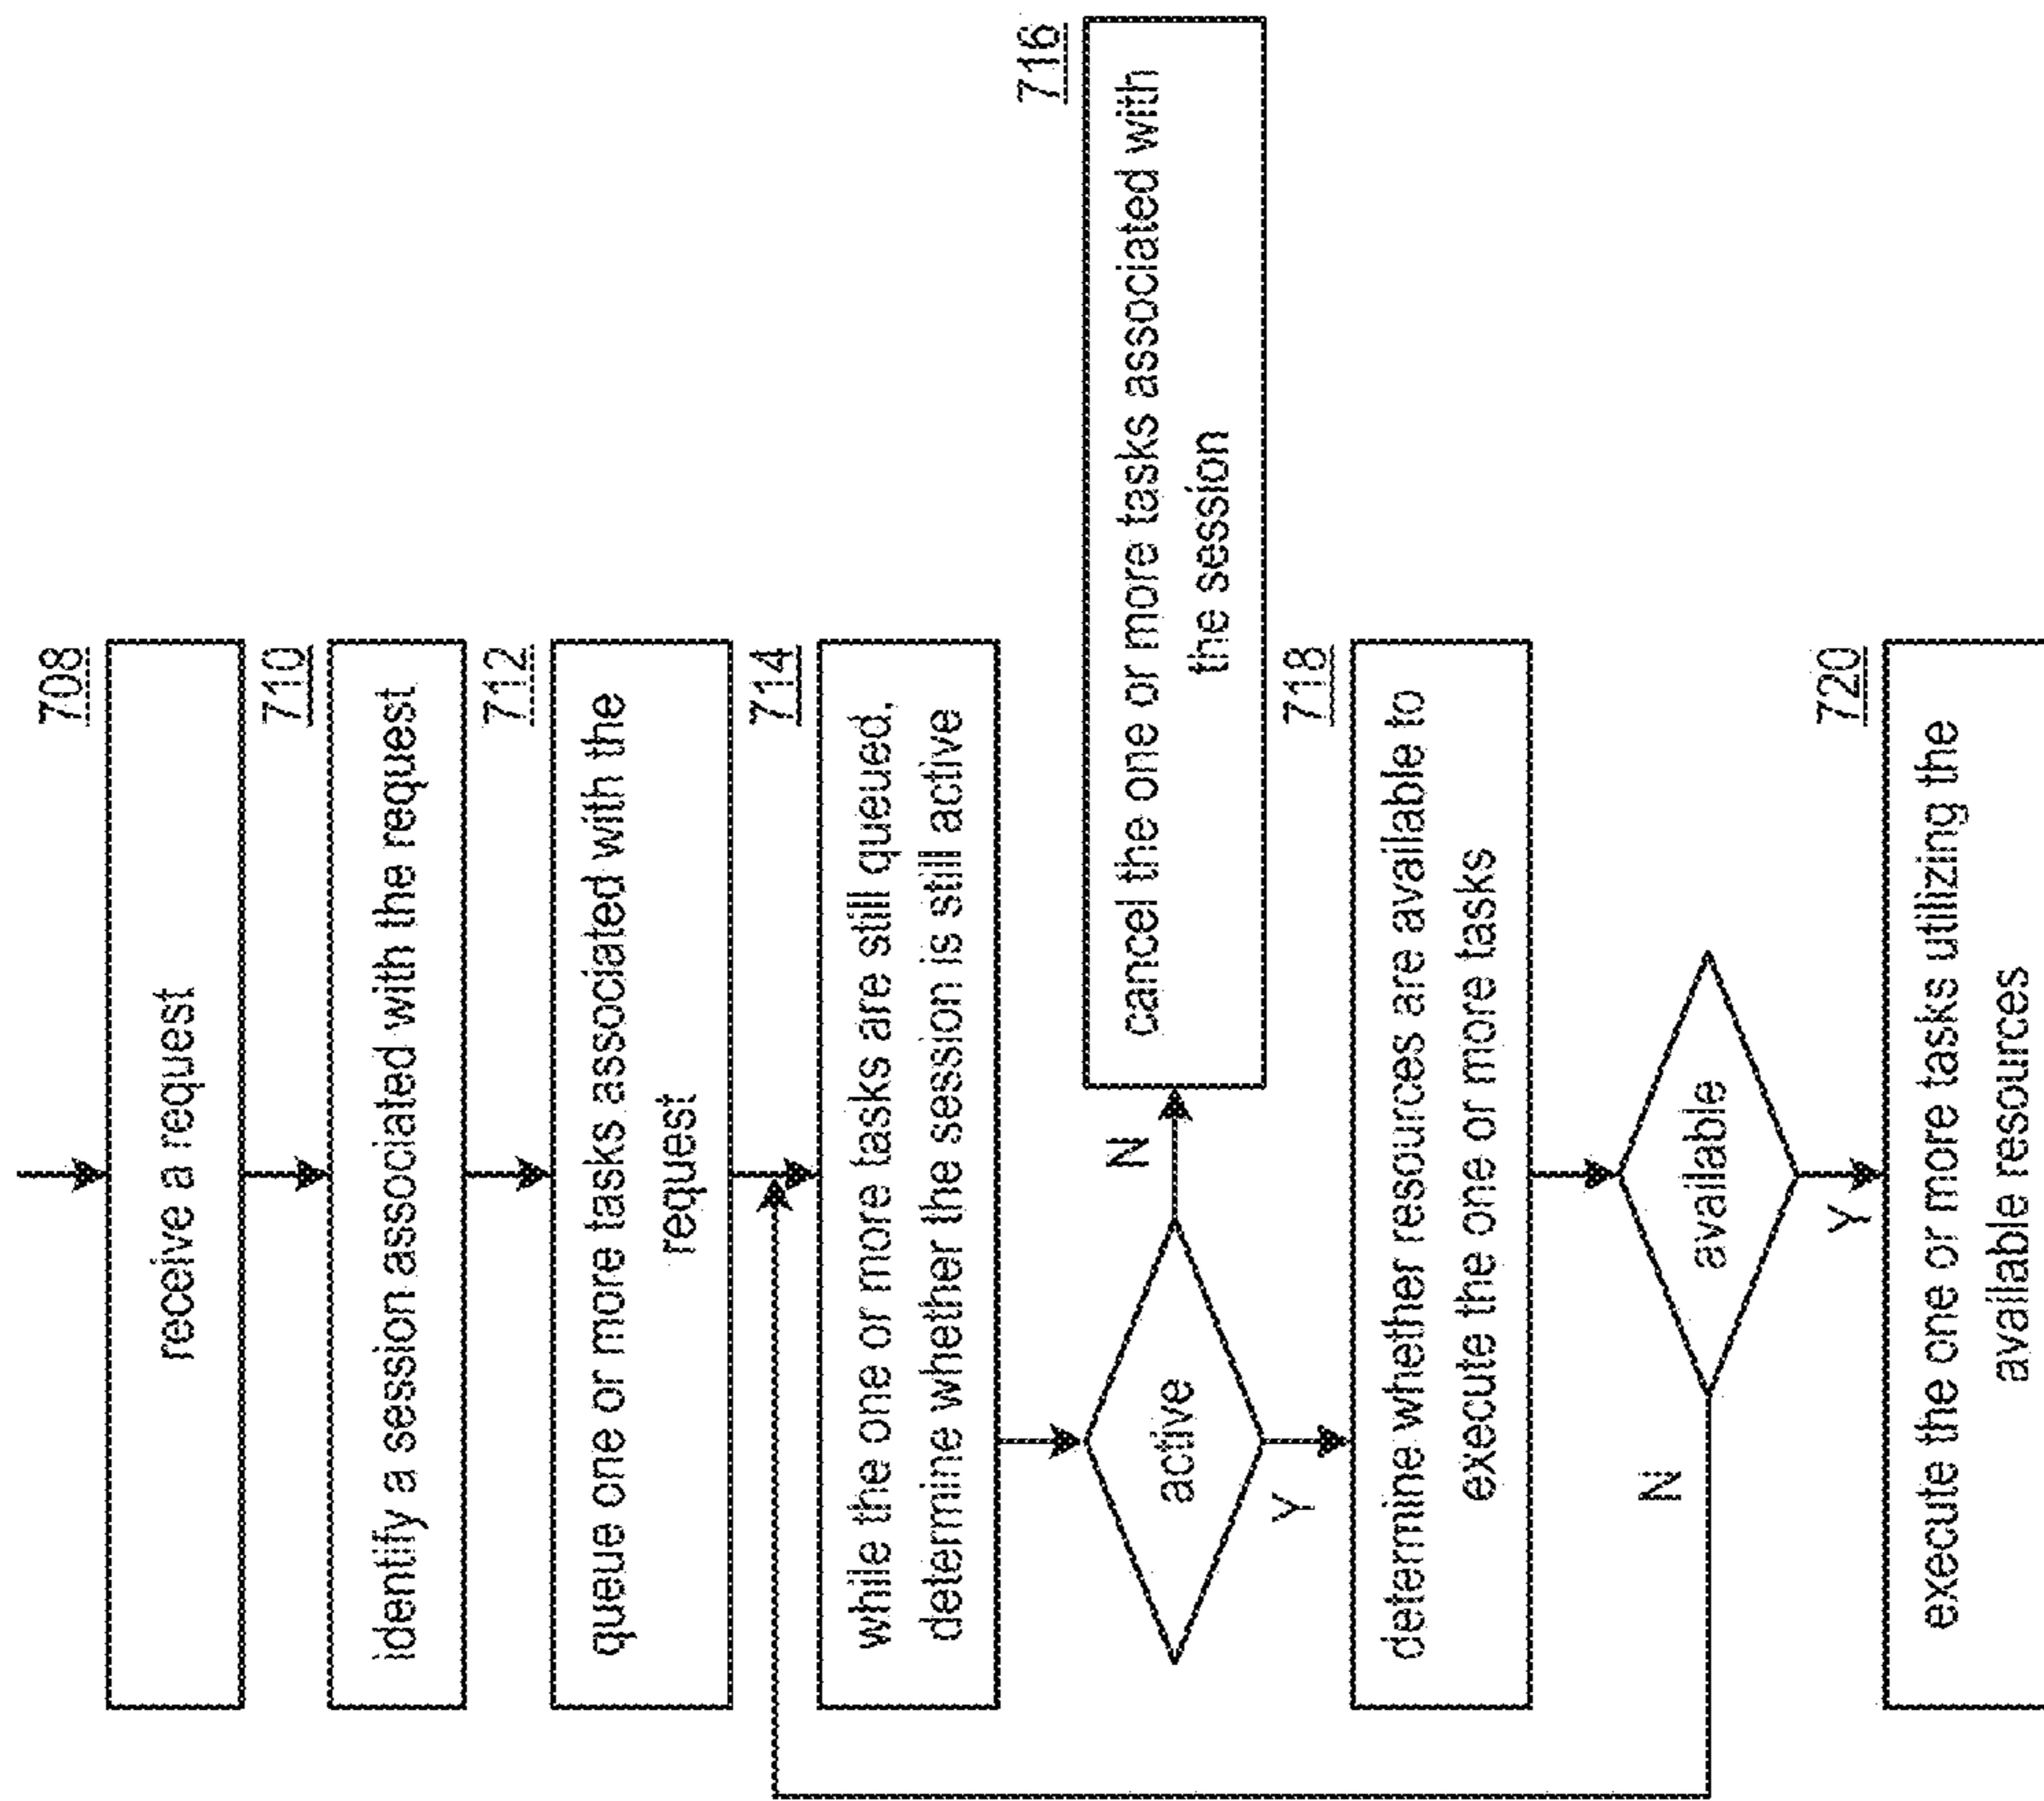 708
receive a request
710
identify a session associated with the request
712
queue one or more tasks associated with the
request
714
while the one or more tasks are still queued,
determine whether the session is still active
active
N
716
cancel the one or more tasks associated with
the session
Y
718
determine whether resources are available to
execute the one or more tasks
available
N
Y
720
execute the one or more tasks utilizing the
available resources